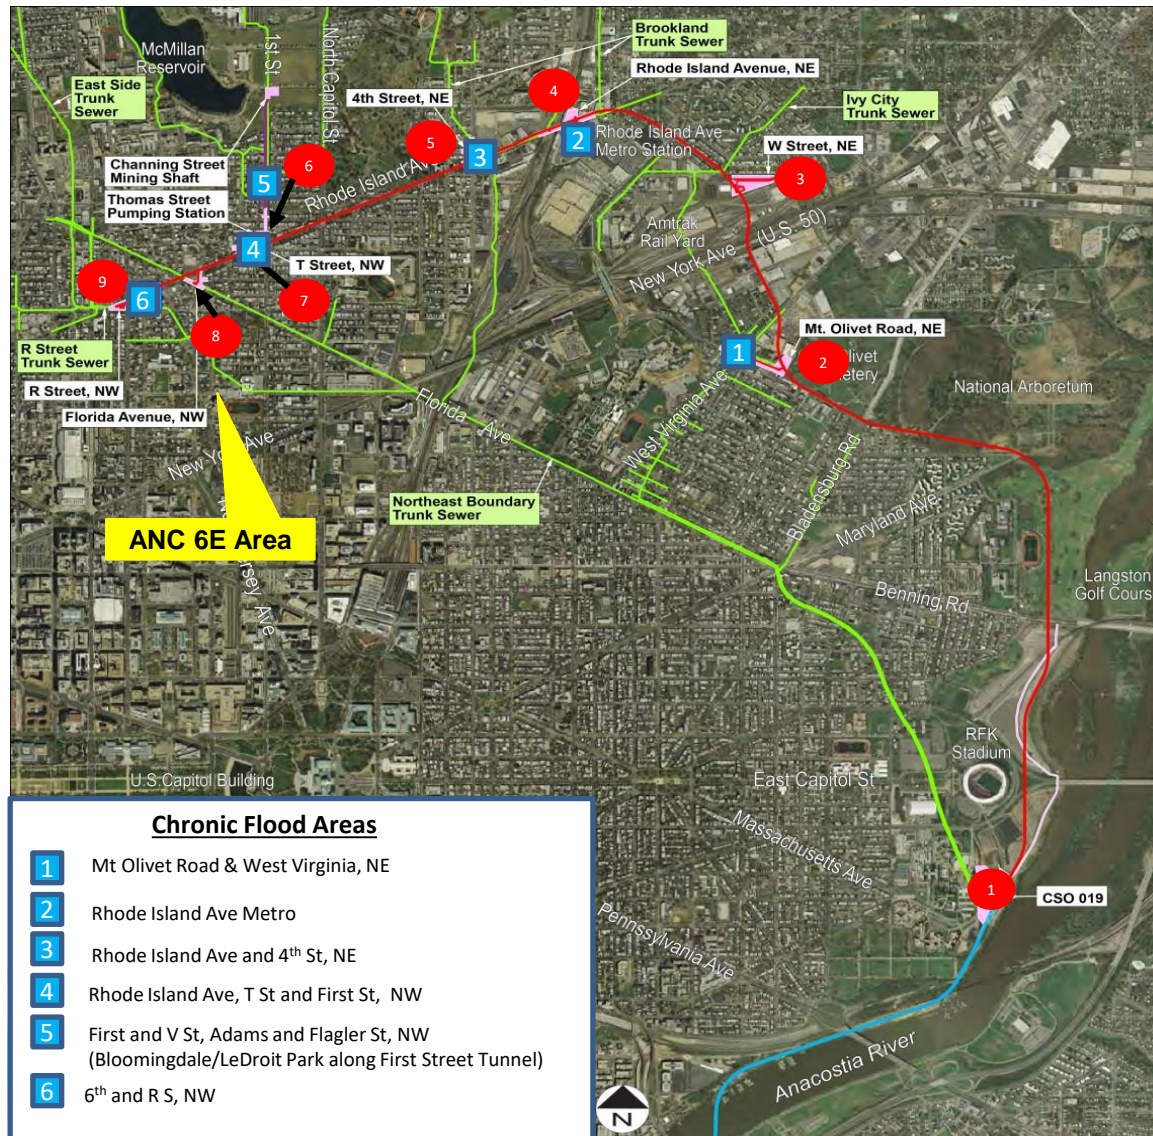 McMillan
Reservoir
1st St
North Capitol St
Brookland
Trunk Sewer
East Side
Trunk
Sewer
4th Street, NE
4
Rhode Island Avenue, NE
Ivy City
Trunk Sewer
5
3
2
Rhode Island Ave
Metro Station
W Street, NE
3
Channing Street
Mining Shaft
6
5
Rhode Island Av
Thomas Street
Pumping Station
4
T Street, NW
Amtrak
Rail Yard
New York Ave
(U.S. 50)
9
6
7
8
R Street
Trunk Sewer
R Street, NW
Florida Avenue, NW
1
Mt. Olivet Road, NE
2
livet
etery
National Arboretum
New York Ave
Florida Ave
West Virginia Ave
Bladensburg Rd
Maryland Ave
Northeast Boundary
Trunk Sewer
ANC 6E Area
ersey Ave
Benning Rd
Langston
Golf Cours
RFK
Stadium
U.S.Capitol Building
East Capitol St
Massachusetts Ave
Pennssylvania Ave
1
CSO 019
Anacostia River
N
Chronic Flood Areas
1 Mt Olivet Road & West Virginia, NE
2 Rhode Island Ave Metro
3 Rhode Island Ave and 4th St, NE
4 Rhode Island Ave, T St and First St, NW
5 First and V St, Adams and Flagler St, NW
(Bloomingdale/LeDroit Park along First Street Tunnel)
6 6th and R S, NW